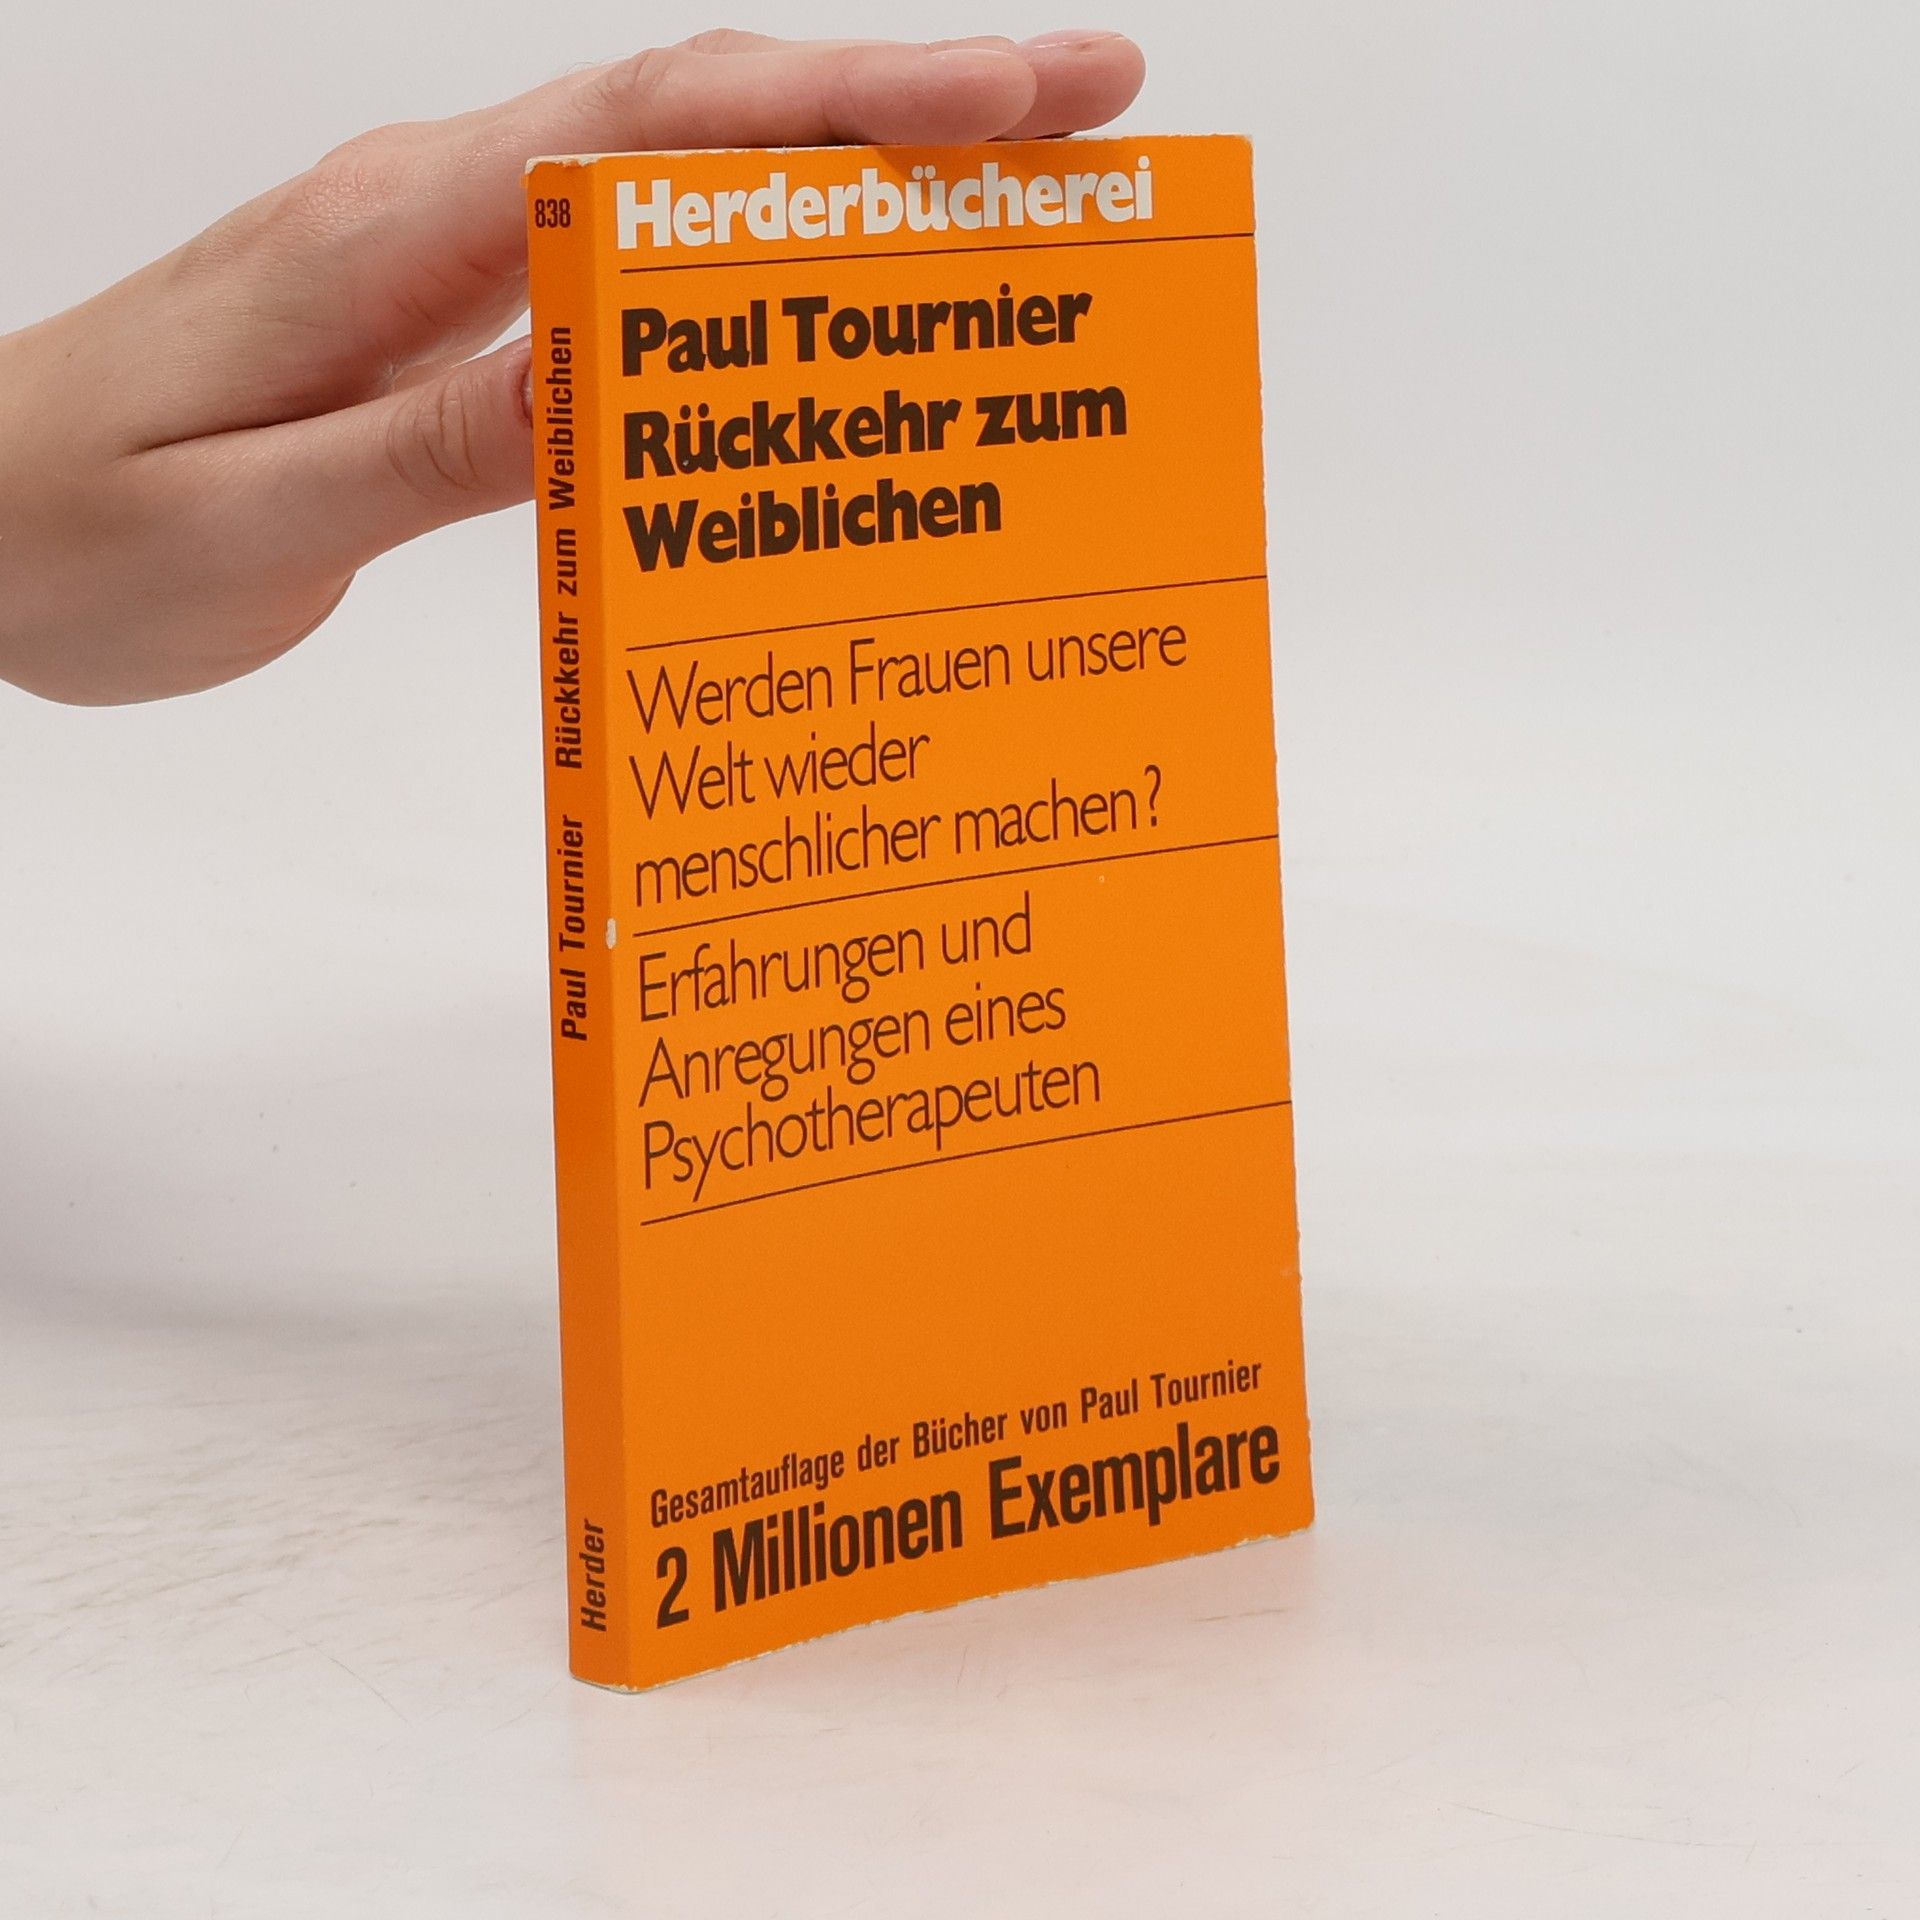 Herderbücherei
Paul Tournier
Rückkehr zum
Weiblichen
Werden Frauen unsere
Welt wieder
menschlicher machen?
Erfahrungen und
Anregungen eines
Psychotherapeuten
Gesamtauflage der Bücher von Paul Tournier
2 Millionen Exemplare
838
Paul Tournier Rückkehr zum Weiblichen
Herder